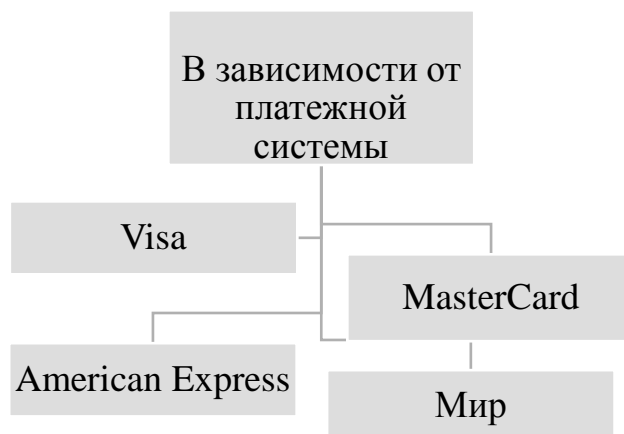 В зависимости от
платежной
системы
Visa
MasterCard
American Express
Мир